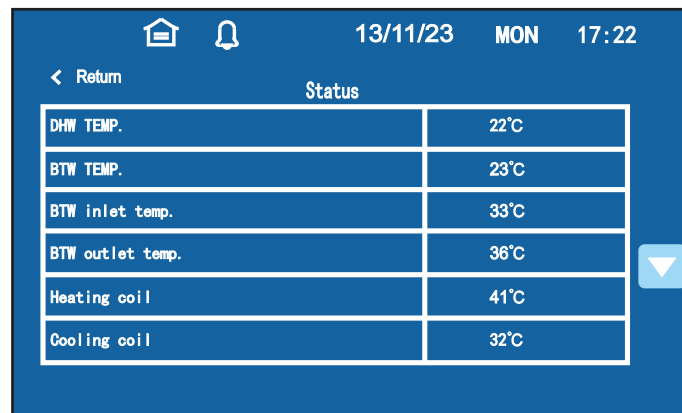 13/11/23 MON 17:22
Return
Status
DHW TEMP. 22°C
BTW TEMP. 23°C
BTW inlet temp. 33°C
BTW outlet temp. 36°C
Heating coil 41°C
Cooling coil 32°C